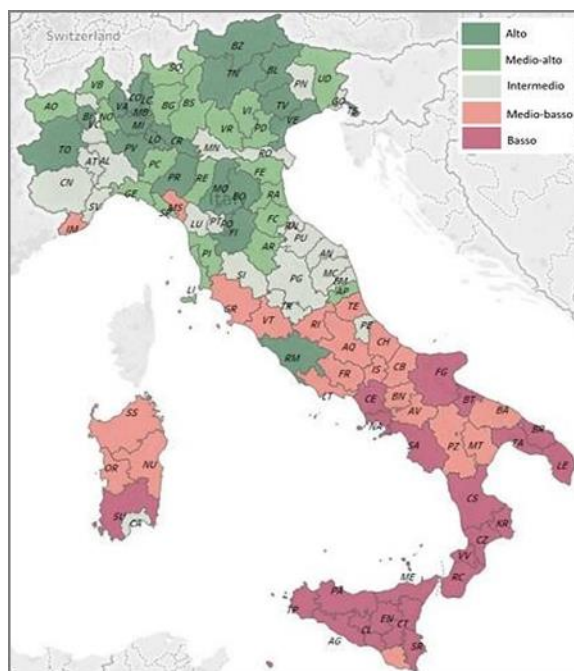 Switzerland
Alto
Medio-alto
Intermedio
Medio-basso
Basso
BZ
SO
VB
TN
BL
UD
PN
AO
VA
CO
LC
BG
BS
TV
GO
BI
NO
MB
MI
VI
VE
TO
LO
CR
VR
PD
PV
MN
RO
AT
AL
PC
CN
PR
RE
FE
GE
MO
BO
RA
SV
SP
MS
FC
IM
LU
PT
PO
FI
RN
PU
PI
AR
AN
LI
SI
PG
MC
FM
AP
GR
TR
TE
VT
RI
PE
AQ
CH
RM
FG
FR
IS
CB
LT
CE
BN
BT
BA
NA
AV
SS
SA
PZ
MT
TA
BR
LE
OR
NU
CS
SU
CA
KR
CZ
VV
ME
RC
PA
TP
EN
CT
CL
AG
SR